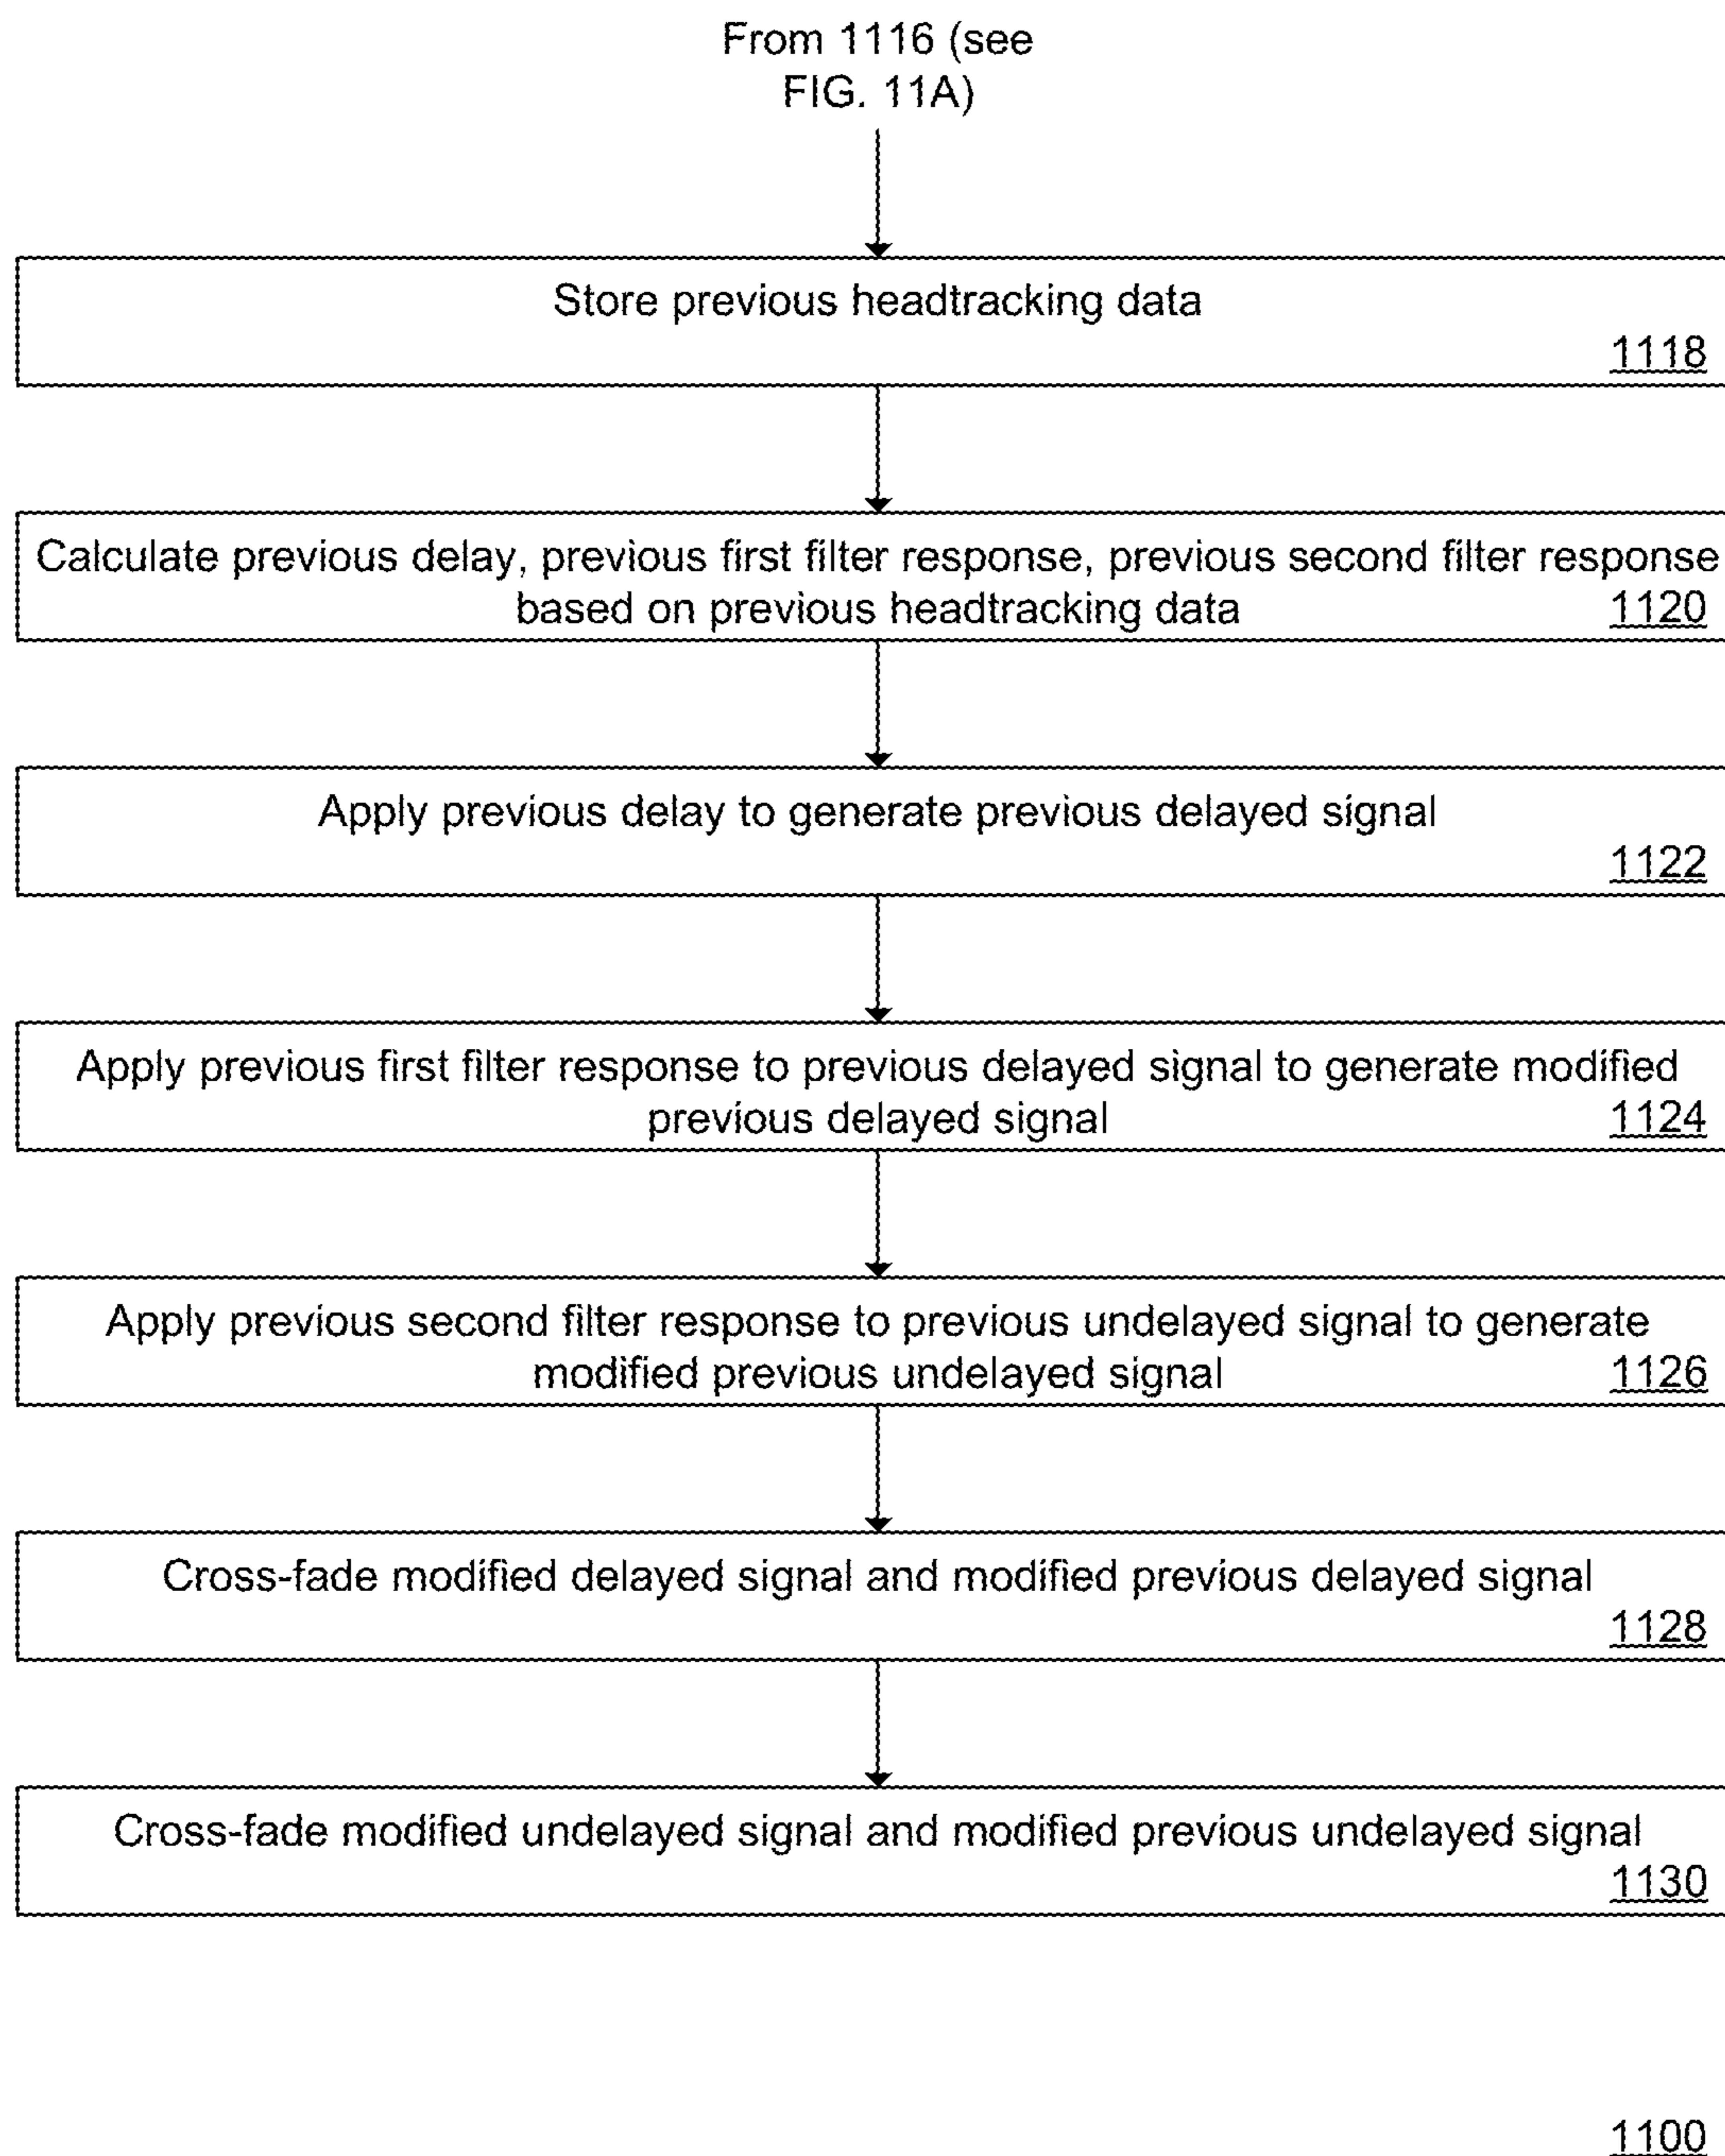 From 1116 (see
FIG. 11A)
Store previous headtracking data
1118
Calculate previous delay, previous first filter response, previous second filter response
based on previous headtracking data
1120
Apply previous delay to generate previous delayed signal
1122
Apply previous first filter response to previous delayed signal to generate modified
previous delayed signal
1124
Apply previous second filter response to previous undelayed signal to generate
modified previous undelayed signal
1126
Cross-fade modified delayed signal and modified previous delayed signal
1128
Cross-fade modified undelayed signal and modified previous undelayed signal
1130
1100